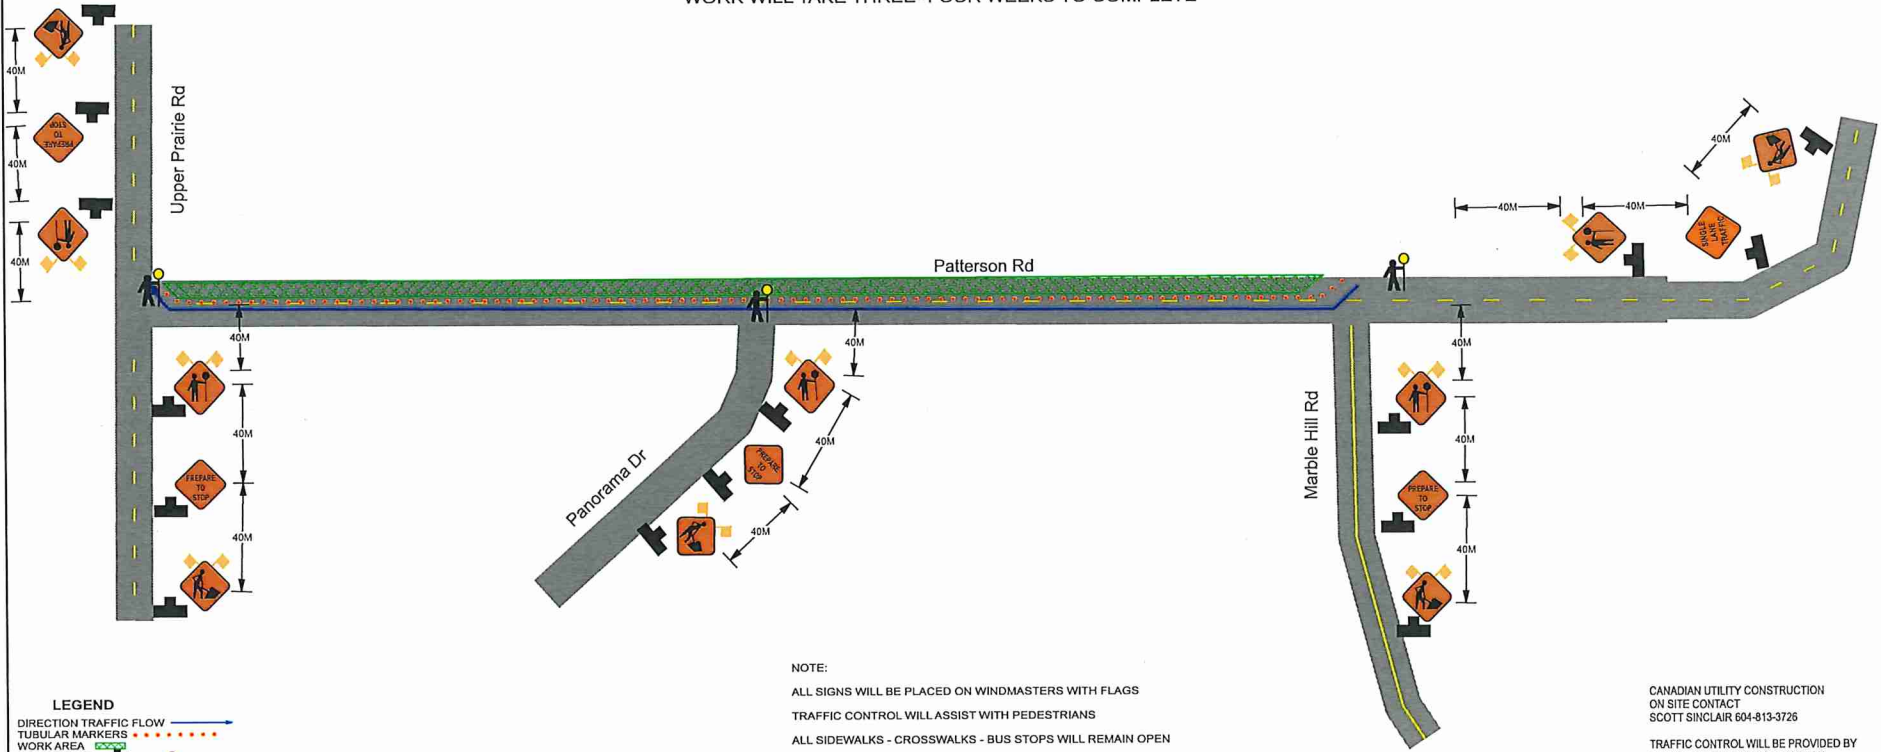 40M
PREPARE
TO
STOP
40M
40M
Upper Prairie Rd
Patterson Rd
40M
40M
40M
SINGLE
LANE
TRAFFIC
40M
PREPARE
TO
STOP
40M
40M
40M
PREPARE
TO
STOP
40M
40M
Panorama Dr
40M
PREPARE
TO
STOP
40M
40M
Marble Hill Rd
LEGEND
DIRECTION TRAFFIC FLOW
TUBULAR MARKERS
WORK AREA
NOTE:
ALL SIGNS WILL BE PLACED ON WINDMASTERS WITH FLAGS
TRAFFIC CONTROL WILL ASSIST WITH PEDESTRIANS
ALL SIDEWALKS - CROSSWALKS - BUS STOPS WILL REMAIN OPEN
CANADIAN UTILITY CONSTRUCTION
ON SITE CONTACT
SCOTT SINCLAIR 604-813-3726
TRAFFIC CONTROL WILL BE PROVIDED BY